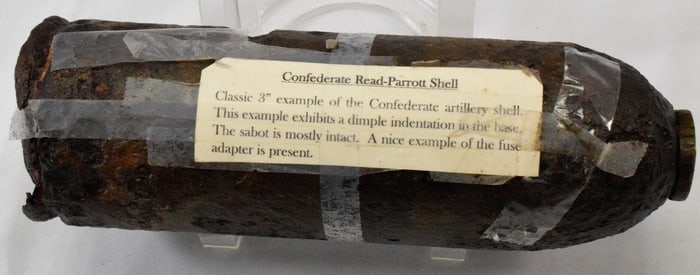 Confederate Read-Parrott Shell
Classic 3" example of the Confederate artillery shell.
This example exhibits a dimple indentation in the base.
The sabot is mostly intact. A nice example of the fuse
adapter is present.